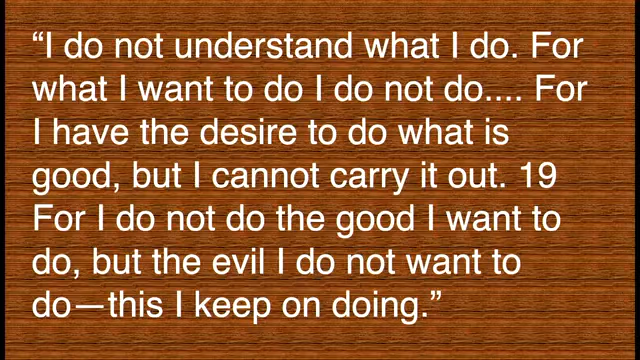 “I do not understand what I do. For
what I want to do I do not do.... For
I have the desire to do what is
good, but I cannot carry it out. 19
For I do not do the good I want to
do, but the evil I do not want to
do—this I keep on doing.”